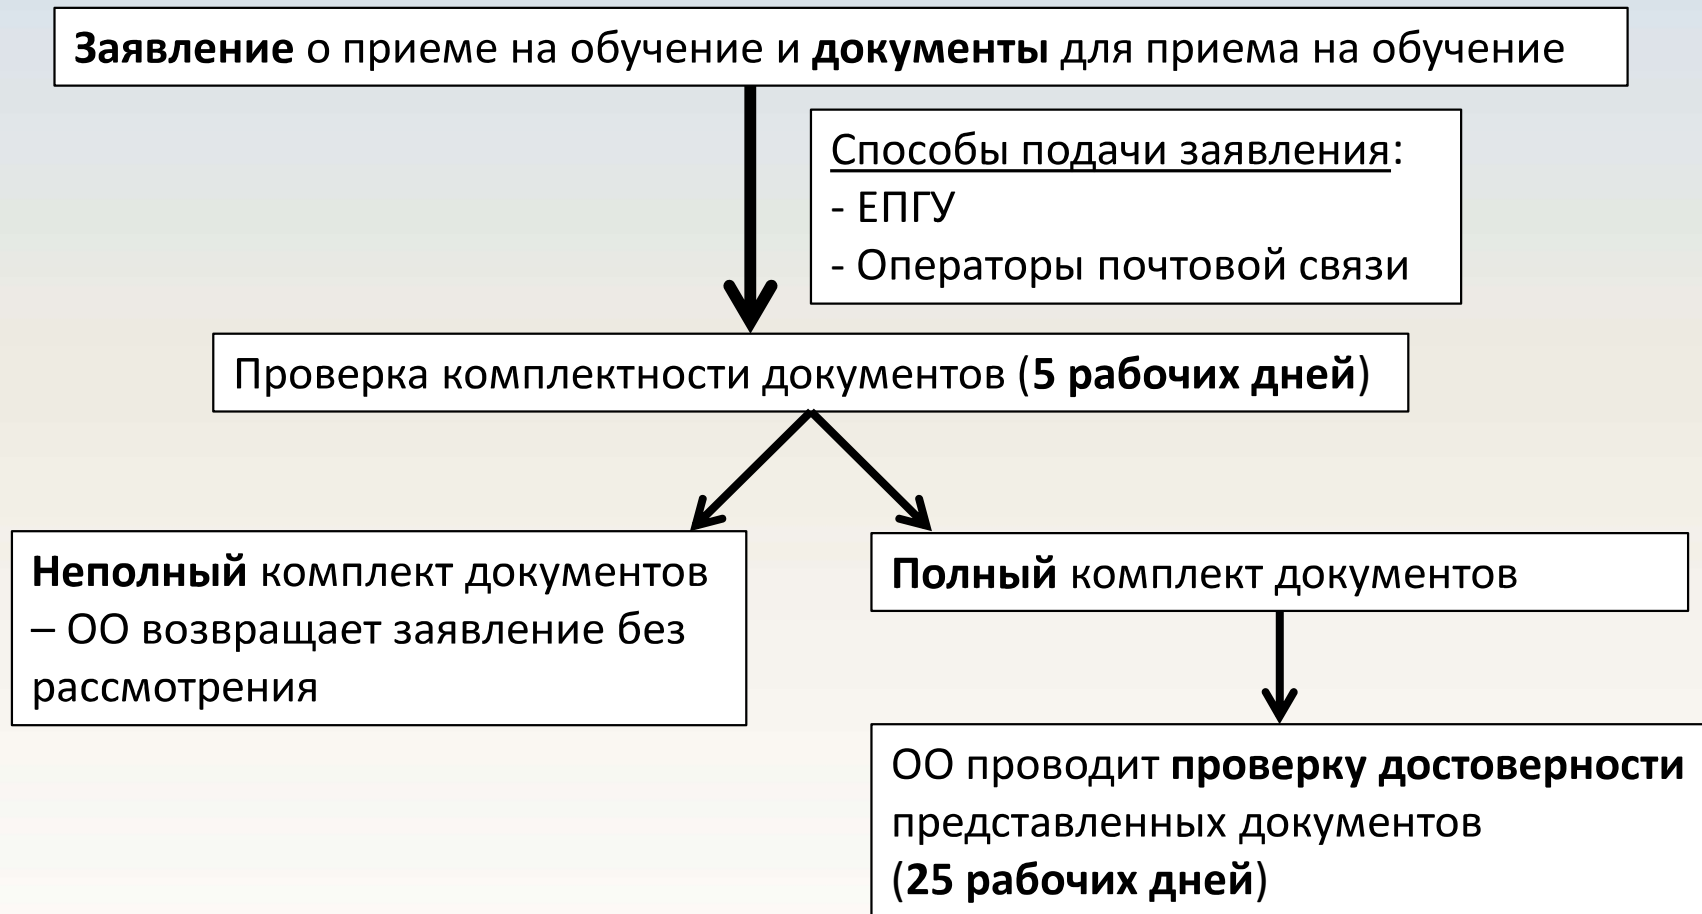 Заявление о приеме на обучение и документы для приема на обучение
Способы подачи заявления:
- ЕПГУ
- Операторы почтовой связи
Проверка комплектности документов (5 рабочих дней)
Неполный комплект документов
– ОО возвращает заявление без
рассмотрения
Полный комплект документов
ОО проводит проверку достоверности
представленных документов
(25 рабочих дней)